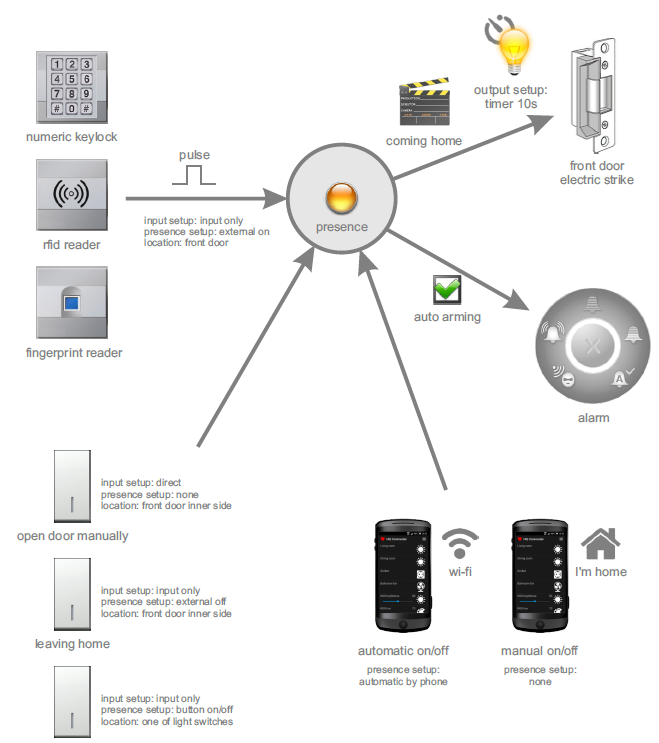 1 2 3
4 5 6
7 8 9
# 0 #
numeric keylock
rfid reader
fingerprint reader
pulse
input setup: input only
presence setup: external on
location: front door
presence
coming home
output setup:
timer 10s
front door
electric strike
auto arming
A
alarm
input setup: direct
presence setup: none
location: front door inner side
open door manually
input setup: input only
presence setup: external off
location: front door inner side
leaving home
input setup: input only
presence setup: button on/off
location: one of light switches
wi-fi
I'm home
automatic on/off
presence setup:
automatic by phone
manual on/off
presence setup:
none